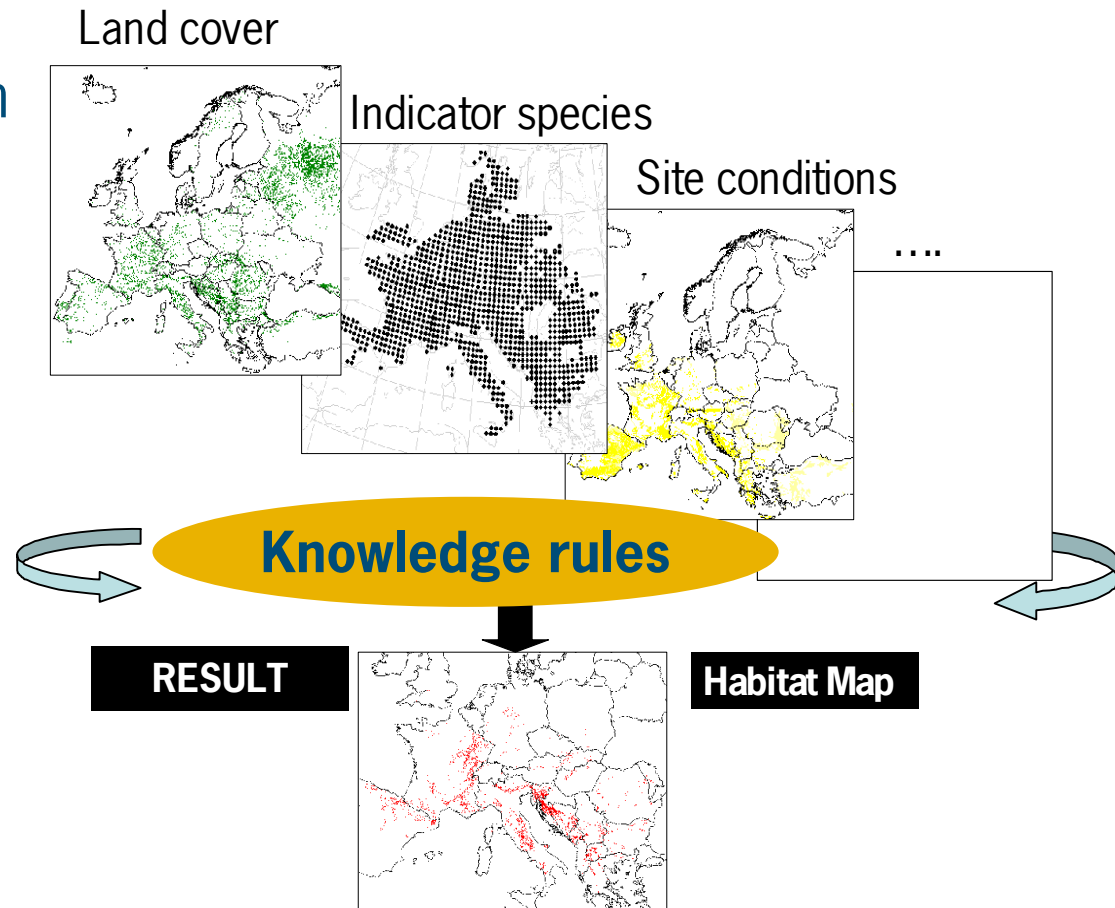 Land cover
Indicator species
Site conditions
....
Knowledge rules
RESULT
Habitat Map